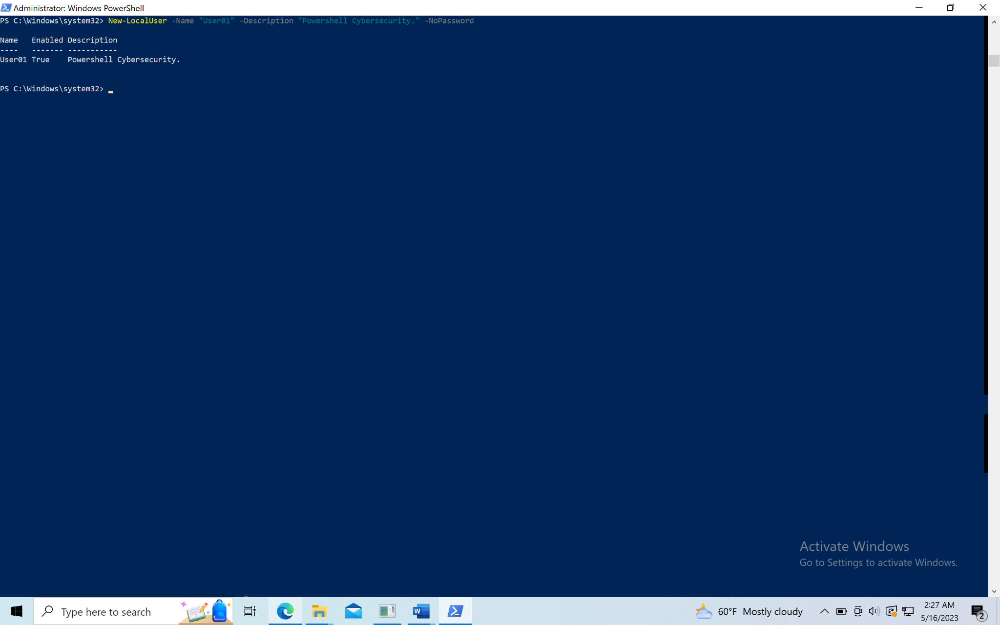 Administrator: Windows PowerShell
PS C:\Windows\system32> New-LocalUser -Name "User01" -Description "Powershell Cybersecurity." -NoPassword
Name   Enabled Description
----   ------- -----------
User01 True    Powershell Cybersecurity.
PS C:\Windows\system32>
Activate Windows
Go to Settings to activate Windows.
Type here to search
W
60°F Mostly cloudy
2:27 AM
5/16/2023
2